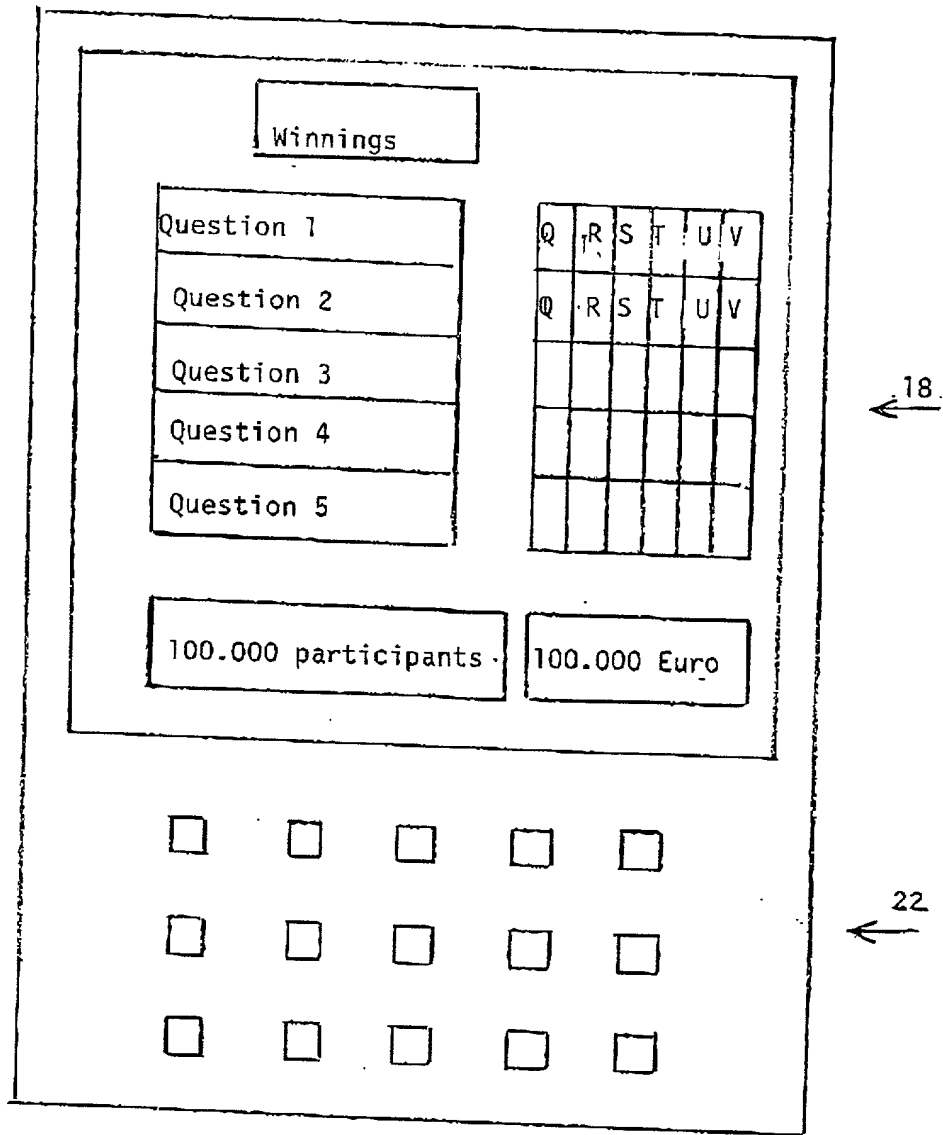 Winnings
Question 1 Q R S T U V
Question 2 Q R S T U V
Question 3
18
Question 4
Question 5
100.000 participants 100.000 Euro
22